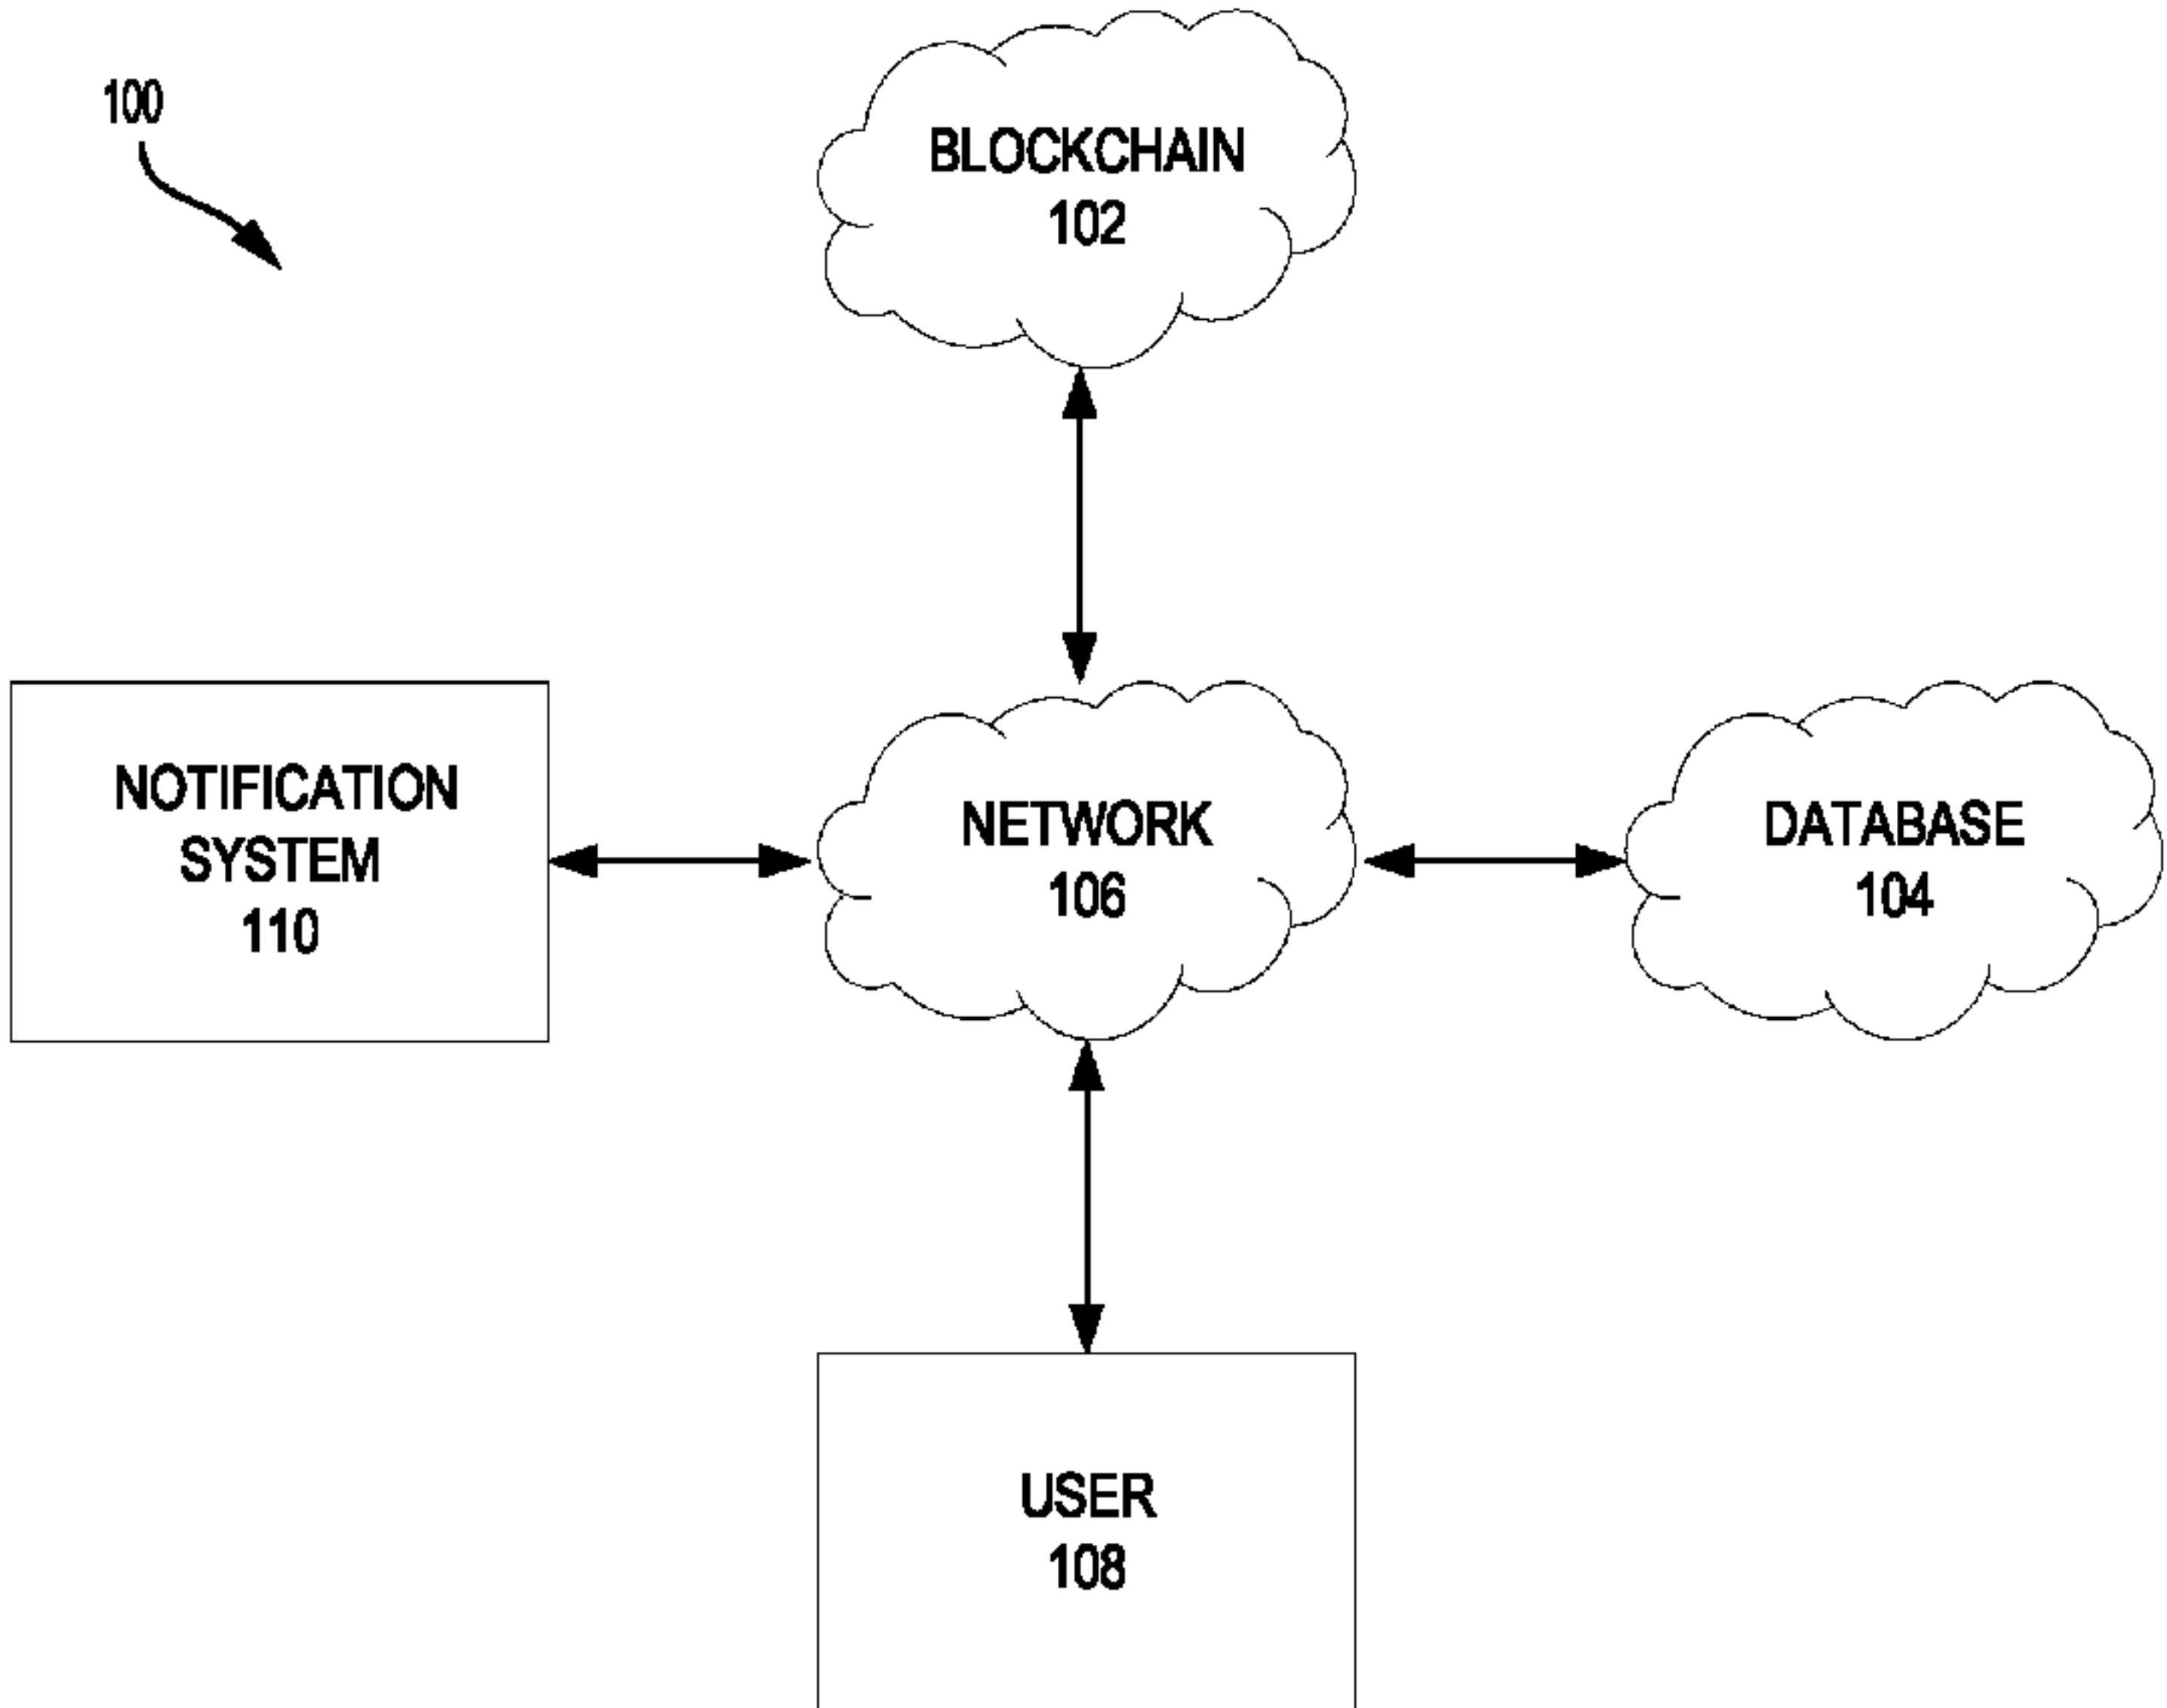 100
BLOCKCHAIN
102
NOTIFICATION
SYSTEM
110
NETWORK
106
DATABASE
104
USER
108